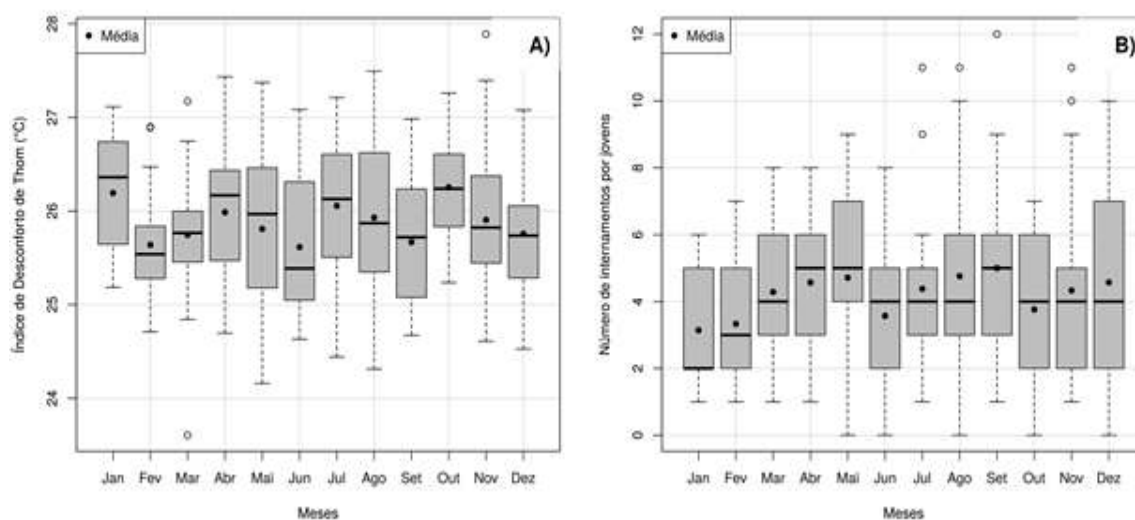 Média
A)
Índice de Desconforto de Thom (°C)
28
27
26
25
24
Jan Fev Mar Abr Mai Jun Jul Ago Set Out Nov Dez
Meses
Média
B)
Número de internamentos por jovens
12
10
8
6
4
2
0
Jan Fev Mar Abr Mai Jun Jul Ago Set Out Nov Dez
Meses